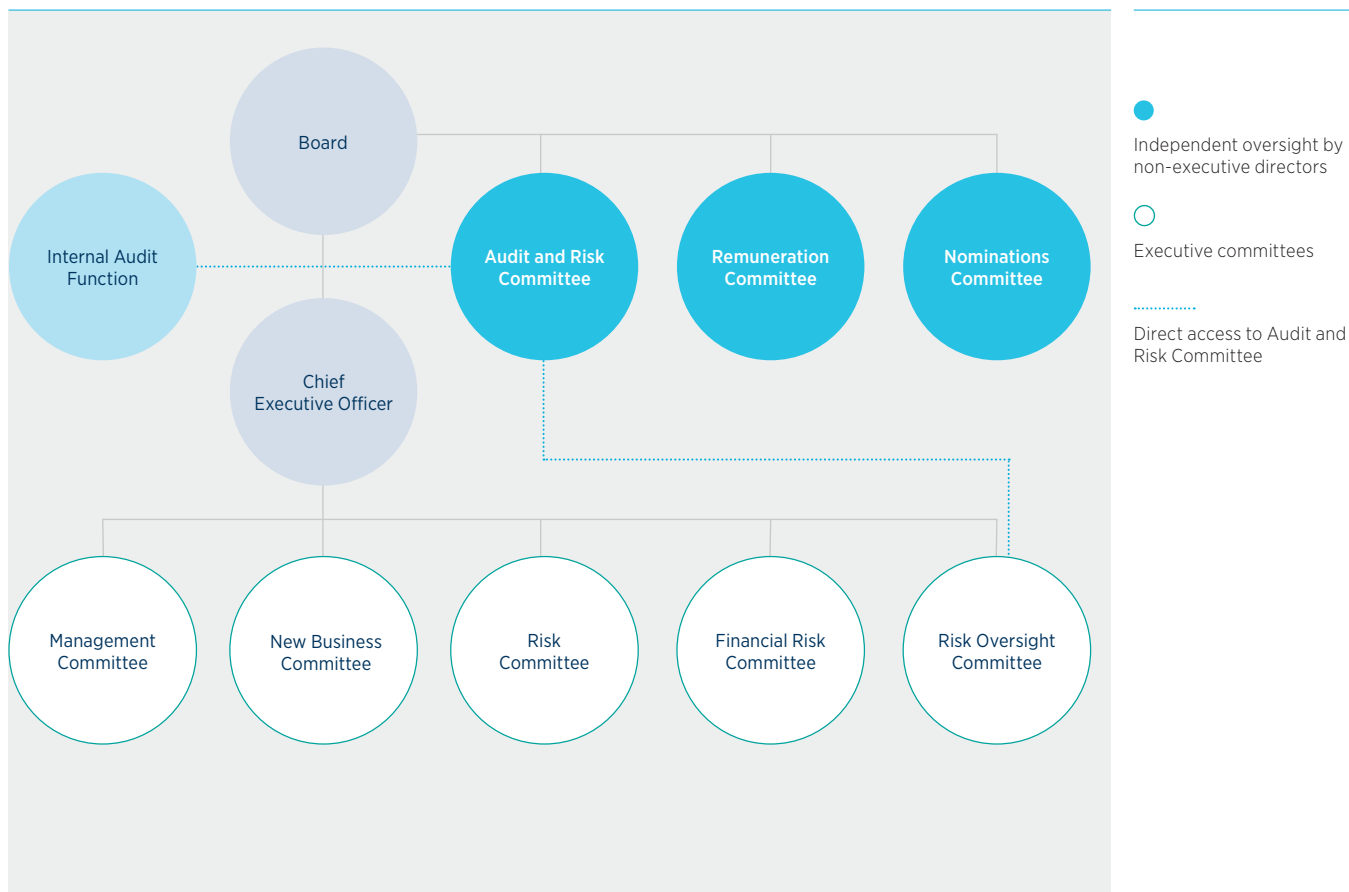 Board
Internal Audit
Function
Audit and Risk
Committee
Remuneration
Committee
Nominations
Committee
Chief
Executive Officer
Management
Committee
New Business
Committee
Risk
Committee
Financial Risk
Committee
Risk Oversight
Committee
Independent oversight by
non-executive directors
Executive committees
Direct access to Audit and
Risk Committee